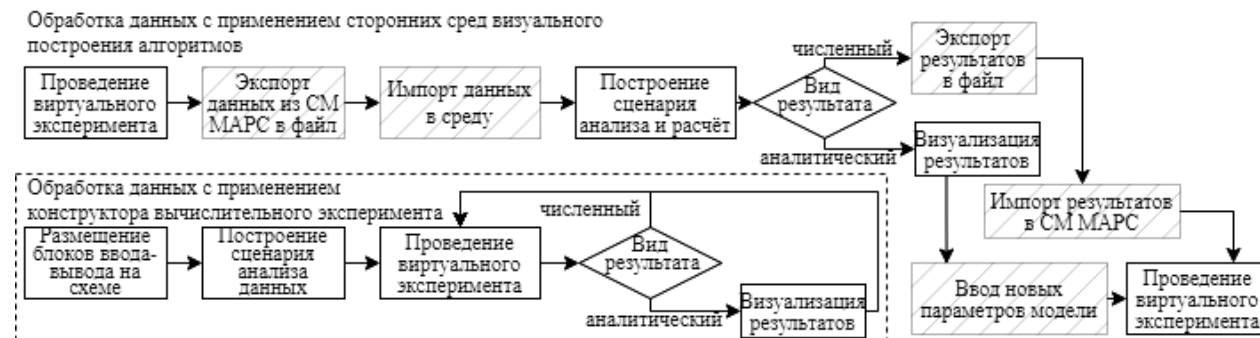 Обработка данных с применением сторонних сред визуального
построения алгоритмов
Проведение
виртуального
эксперимента
Экспорт
данных из СМ
МАРС в файл
Импорт данных
в среду
Построение
сценария
анализа и расчёт
Вид
результата
численный
аналитический
Экспорт
результатов
в файл
Визуализация
результатов
Импорт результатов
в СМ МАРС
Ввод новых
параметров модели
Проведение
виртуального
эксперимента
Обработка данных с применением
конструктора вычислительного эксперимента
Размещение
блоков ввода-
вывода на
схеме
Построение
сценария
анализа
данных
Проведение
виртуального
эксперимента
Вид
результата
численный
аналитический
Визуализация
результатов